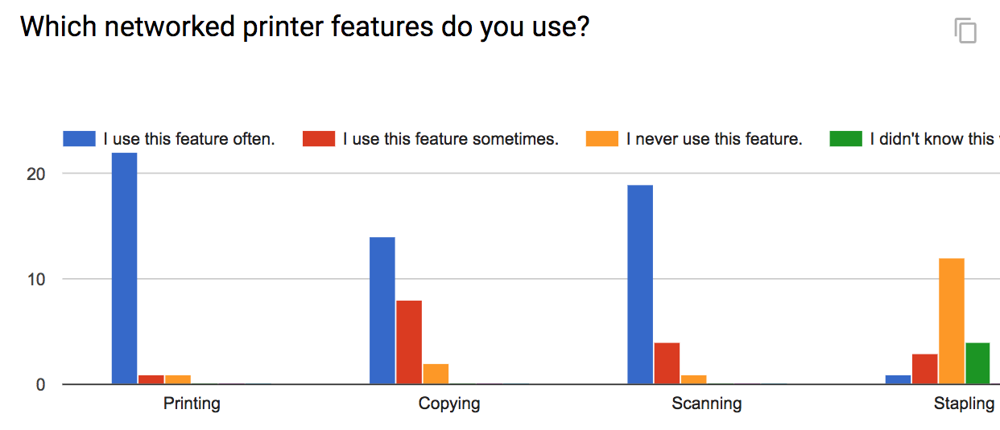 Which networked printer features do you use?
I use this feature often. I use this feature sometimes. I never use this feature. I didn't know this
20
10
0
Printing Copying Scanning Stapling